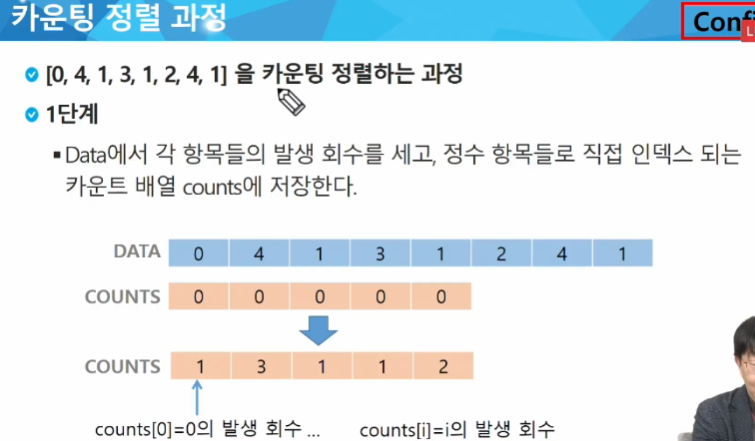 카운팅 정렬 과정
[0, 4, 1, 3, 1, 2, 4, 1] 을 카운팅 정렬하는 과정
1단계
Data에서 각 항목들의 발생 회수를 세고, 정수 항목들로 직접 인덱스 되는
카운트 배열 counts에 저장한다.
DATA 0 4 1 3 1 2 4 1
COUNTS 0 0 0 0 0
COUNTS 1 3 1 1 2
counts[0]=0의 발생 회수 ... counts[i]=i의 발생 회수